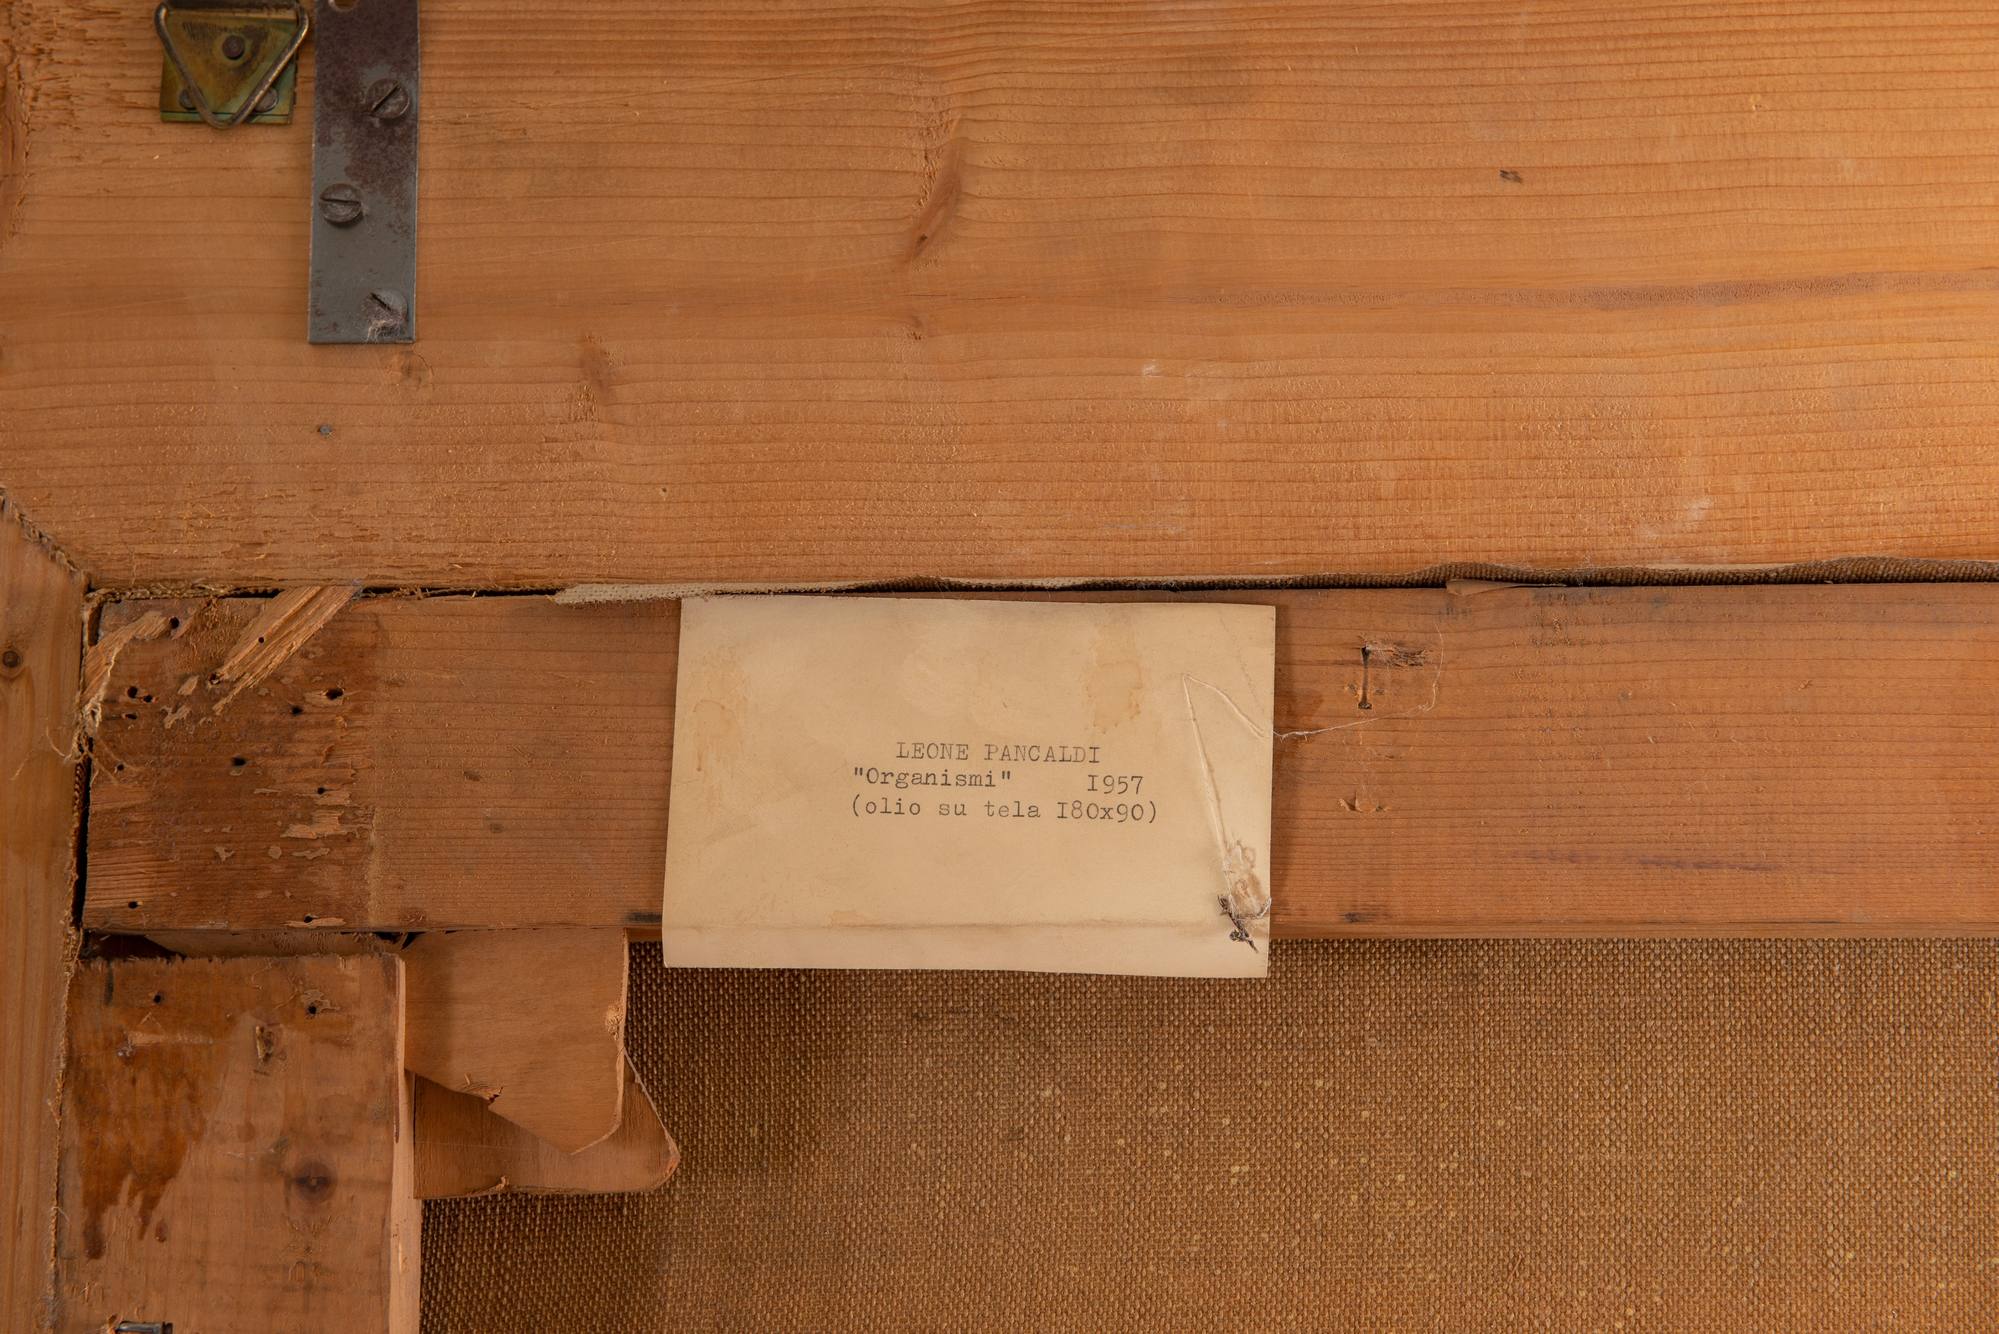 LEONE PANCALDI
"Organismi" I957
(olio su tela I80x90)